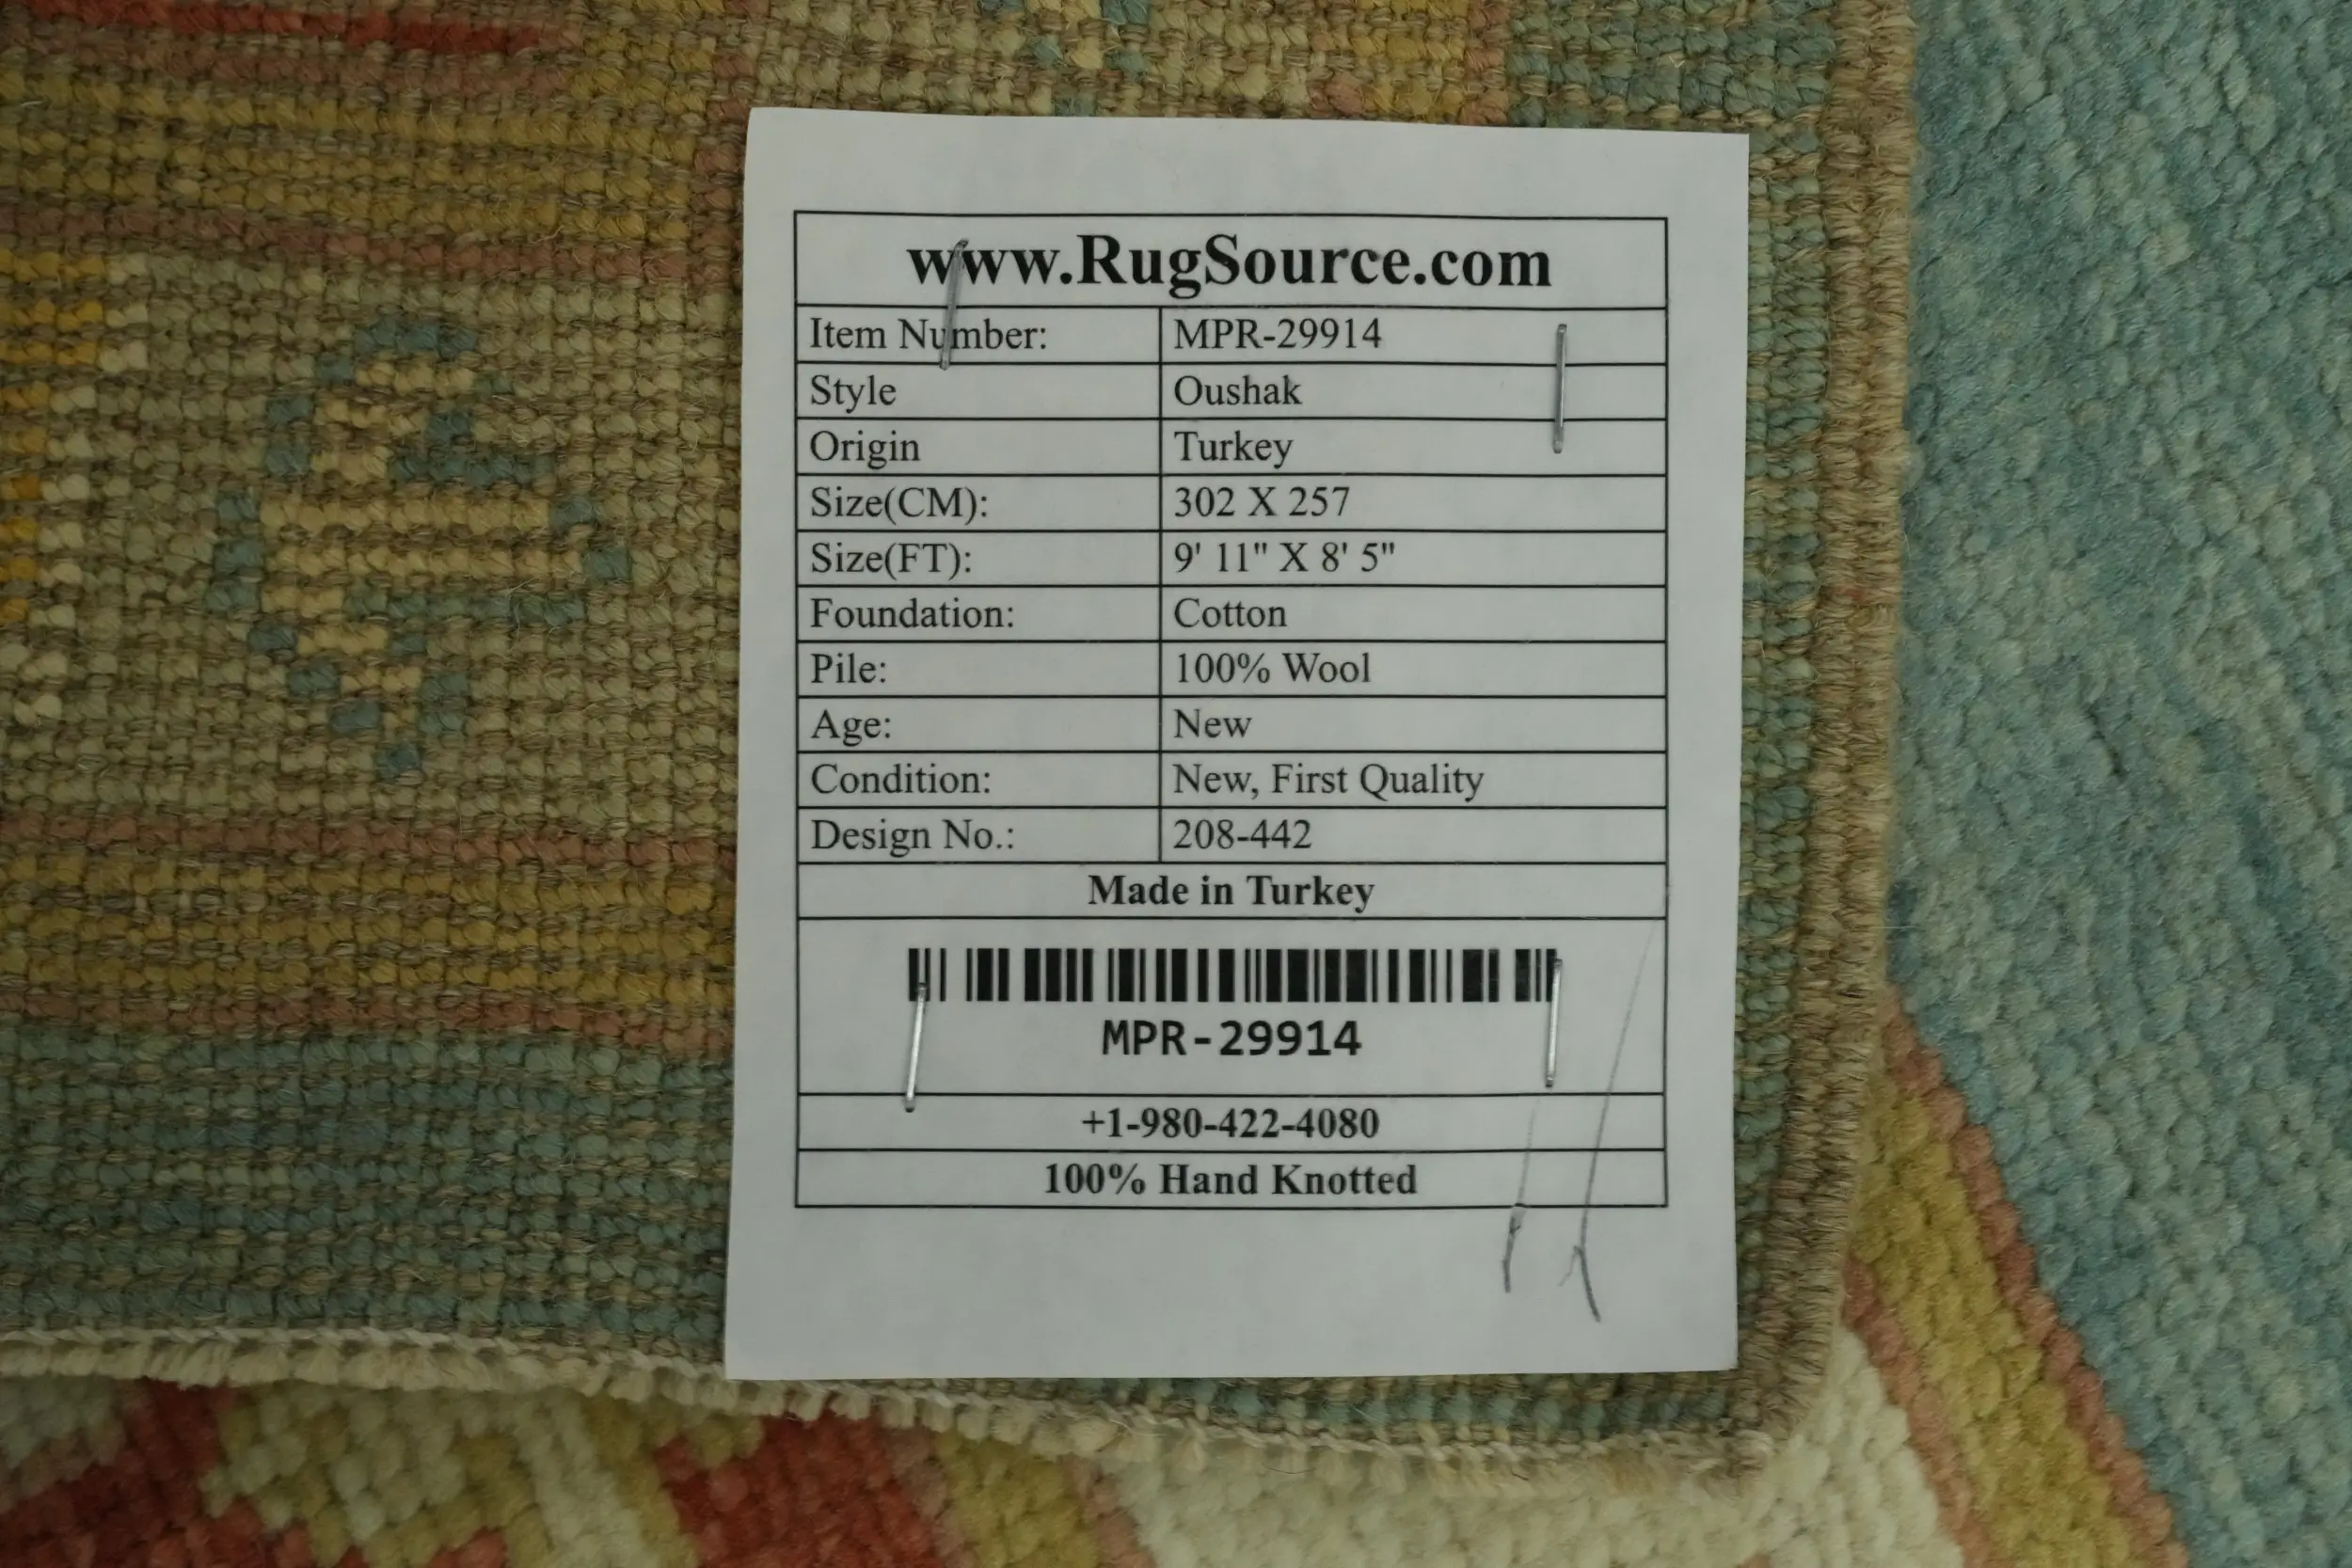 www.RugSource.com
Item Number: MPR-29914
Style Oushak
Origin Turkey
Size(CM): 302 X 257
Size(FT): 9' 11" X 8' 5"
Foundation: Cotton
Pile: 100% Wool
Age: New
Condition: New, First Quality
Design No.: 208-442
Made in Turkey
MPR-29914
+1-980-422-4080
100% Hand Knotted